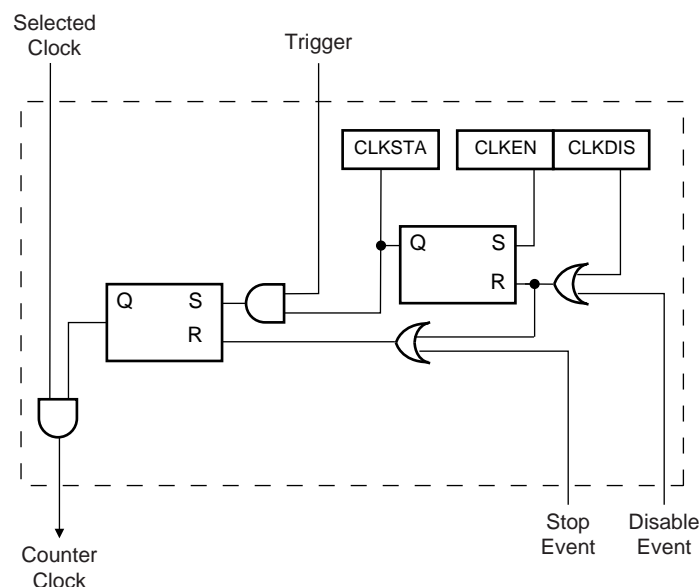 Selected
Clock
Trigger
CLKSTA
CLKEN
CLKDIS
Q
S
R
Q
S
R
Stop
Event
Disable
Event
Counter
Clock